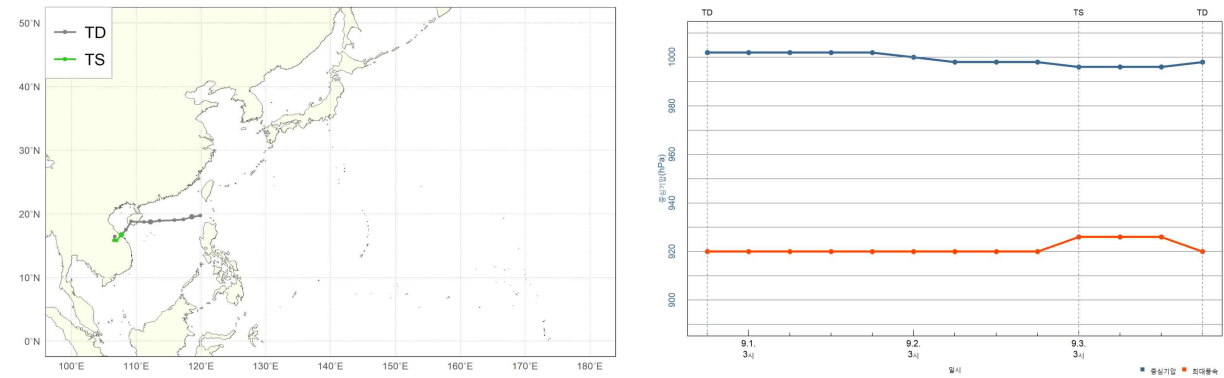 TD
TS
50°N
40°N
30°N
20°N
10°N
0°N
100°E
110°E
120°E
130°E
140°E
150°E
160°E
170°E
180°E
TD
TS
TD
중심기압(hPa)
1000
980
960
940
920
900
9.1.
3시
9.2.
3시
9.3.
3시
일시
중심기압
최대풍속